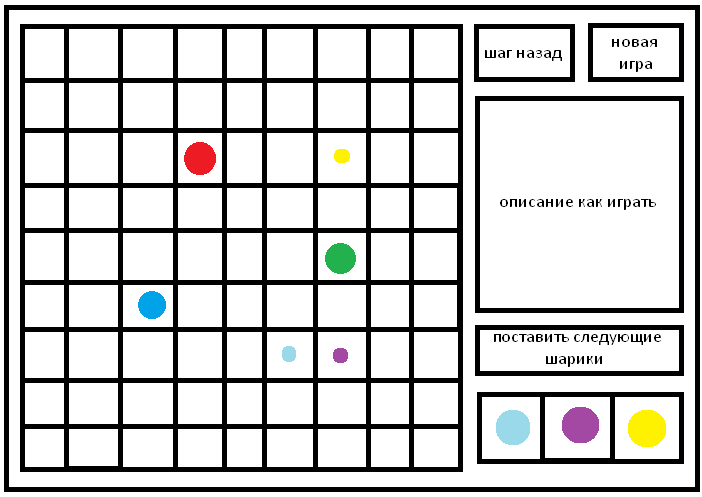 шаг назад
новая
игра
описание как играть
поставить следующие
шарики